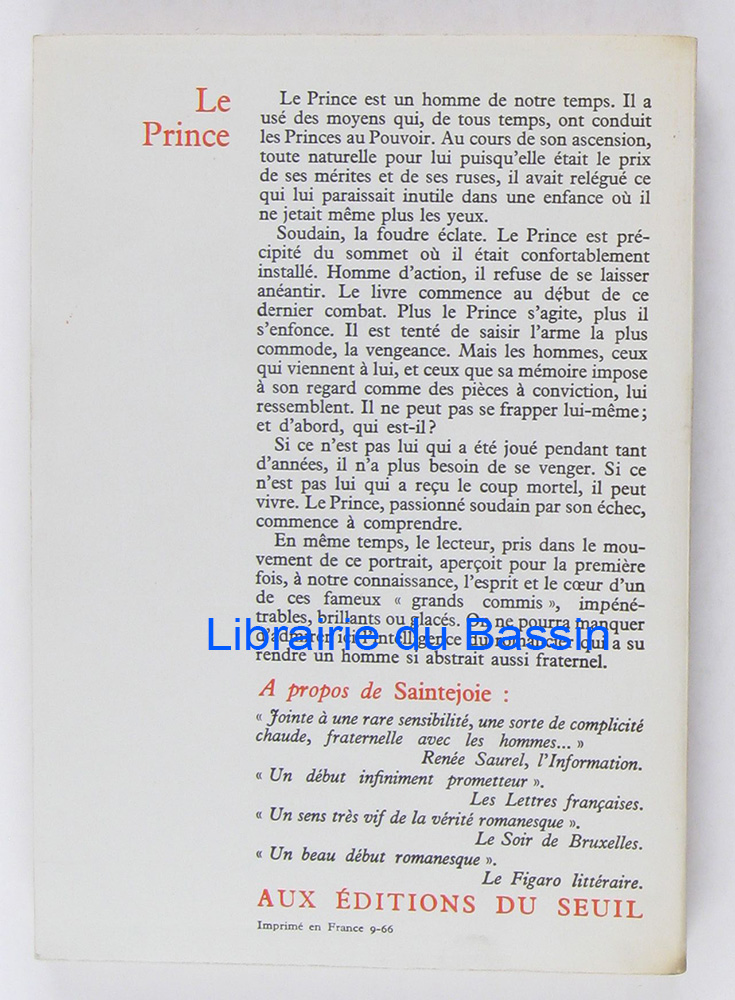 Le
Prince
Le Prince est un homme de notre temps. Il a
usé des moyens qui, de tous temps, ont conduit
les Princes au Pouvoir. Au cours de son ascension,
toute naturelle pour lui puisqu'elle était le prix
de ses mérites et de ses ruses, il avait relégué ce
qui lui paraissait inutile dans une enfance où il
ne jetait même plus les yeux.
Soudain, la foudre éclate. Le Prince est pré-
cipité du sommet où il était confortablement
installé. Homme d'action, il refuse de se laisser
anéantir. Le livre commence au début de ce
dernier combat. Plus le Prince s'agite, plus il
s'enfonce. Il est tenté de saisir l'arme la plus
commode, la vengeance. Mais les hommes, ceux
qui viennent à lui, et ceux que sa mémoire impose
à son regard comme des pièces à conviction, lui
ressemblent. Il ne peut pas se frapper lui-même ;
et d'abord, qui est-il ?
Si ce n'est pas lui qui a été joué pendant tant
d'années, il n'a plus besoin de se venger. Si ce
n'est pas lui qui a reçu le coup mortel, il peut
vivre. Le Prince, passionné soudain par son échec,
commence à comprendre.
En même temps, le lecteur, pris dans le mou-
vement de ce portrait, aperçoit pour la première
fois, à notre connaissance, l'esprit et le cœur d'un
de ces fameux « grands commis », impéné-
trables, brillants ou glacés. On ne pourra manquer
d'admirer ici l'intelligence du romancier qui a su
rendre un homme si abstrait aussi fraternel.
Librairie du Bassin
A propos de Saintejoie :
« Jointe à une rare sensibilité, une sorte de complicité
chaude, fraternelle avec les hommes... »
Renée Saurel, l'Information.
« Un début infiniment prometteur ».
Les Lettres françaises.
« Un sens très vif de la vérité romanesque ».
Le Soir de Bruxelles.
« Un beau début romanesque ».
Le Figaro littéraire.
AUX ÉDITIONS DU SEUIL
Imprimé en France 9-66